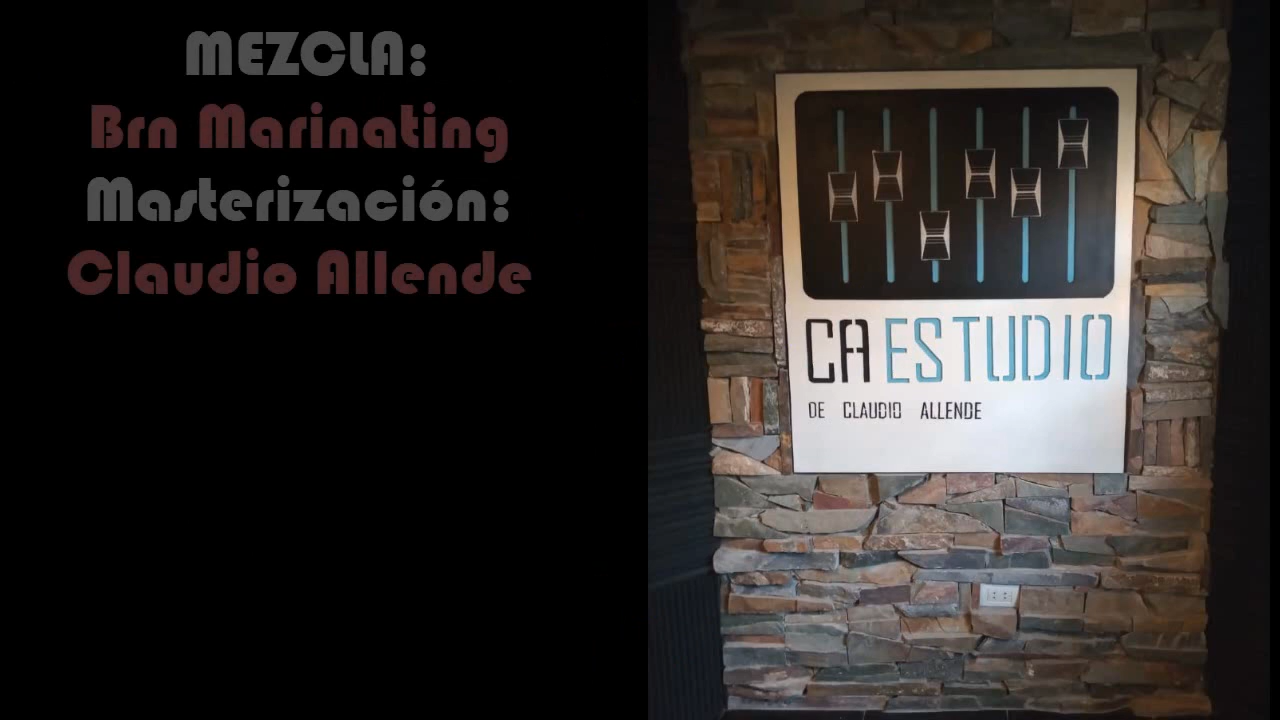 MEZCLA:
Brn Marinating
Masterización:
Claudio Allende
CA ESTUDIO
DE CLAUDIO ALLENDE